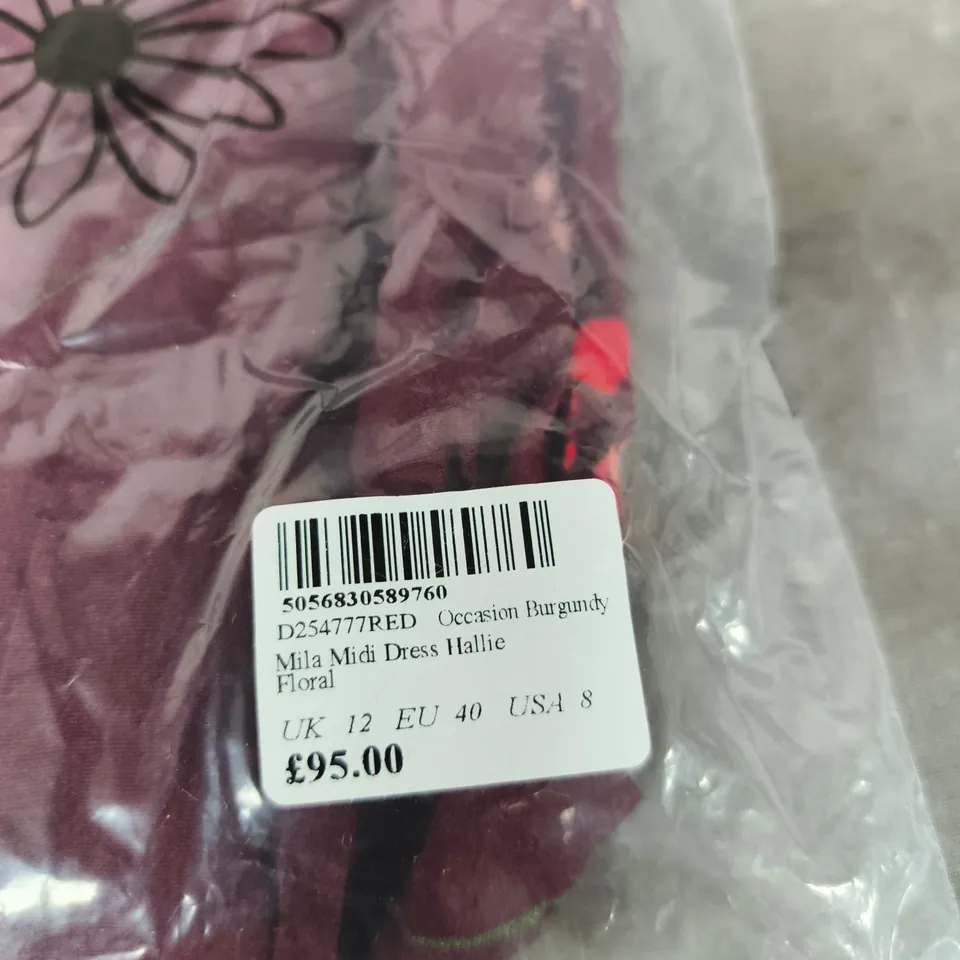 5056830589760
D254777RED Occasion Burgundy
Mila Midi Dress Hallie
Floral
UK 12 EU 40 USA 8
£95.00